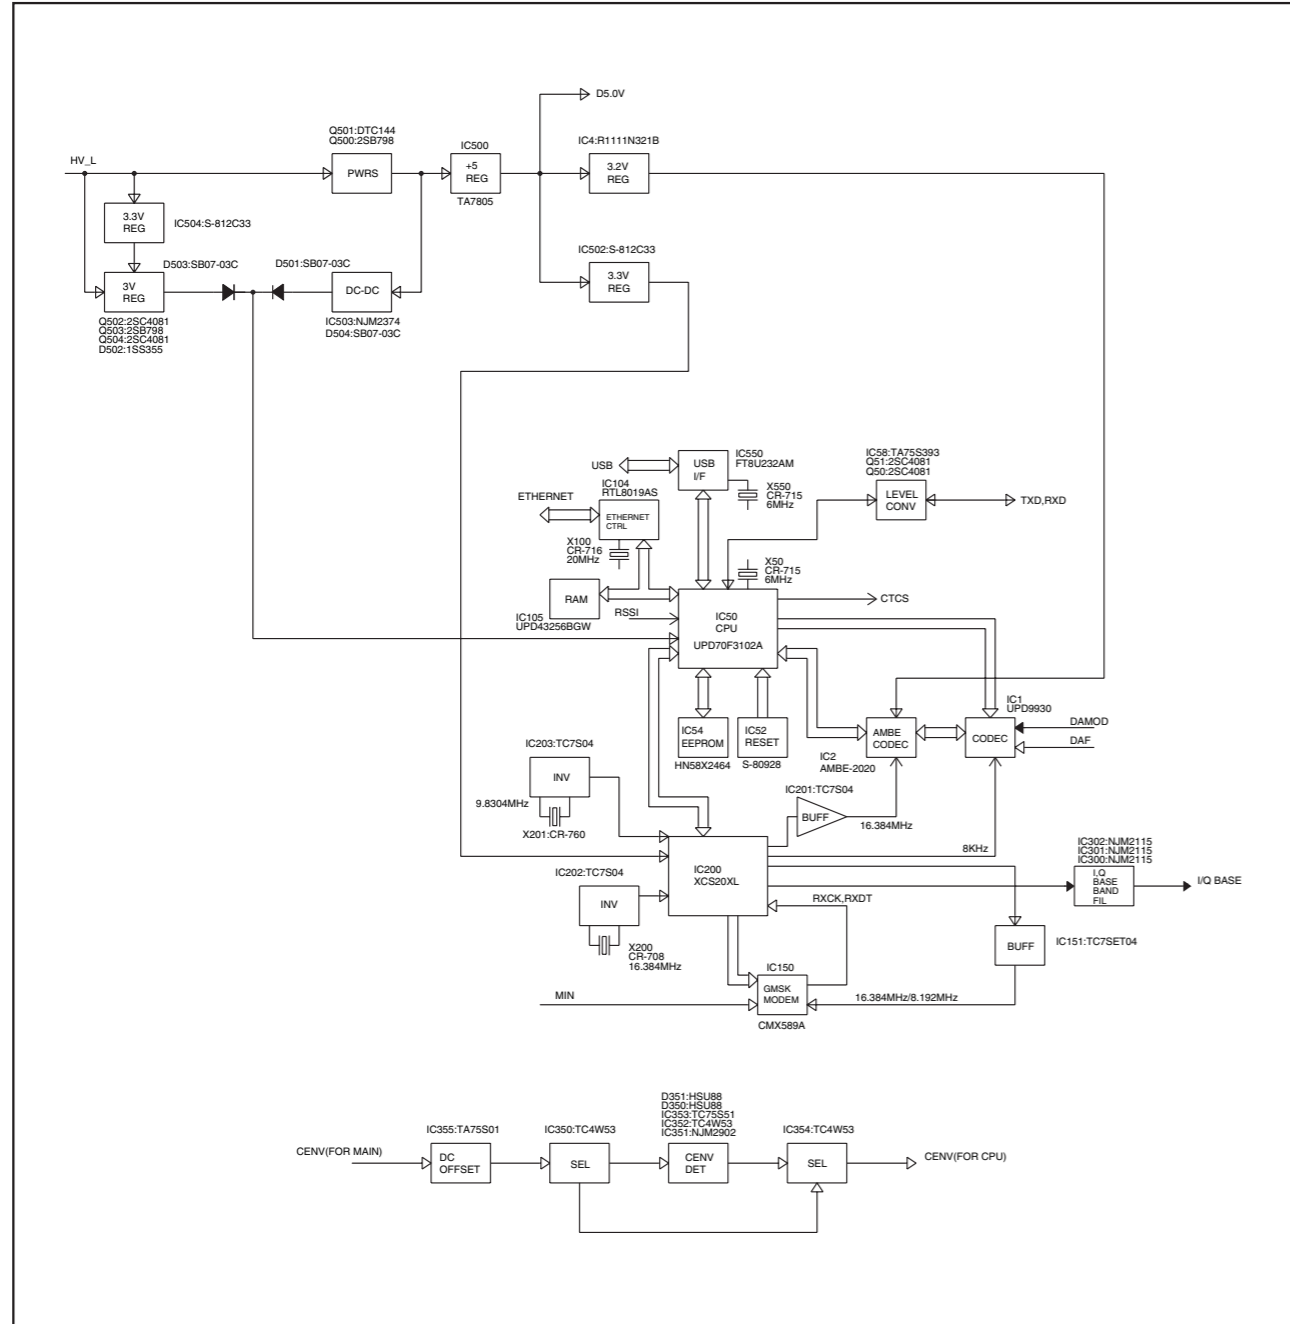 D5.0V
Q501:DTC144
Q500:2SB798
IC500
IC4:R1111N321B
HV_L
PWRS
+5
REG
3.2V
REG
TA7805
3.3V
REG
IC504:S-812C33
IC502:S-812C33
D503:SB07-03C
D501:SB07-03C
3.3V
REG
3V
REG
DC-DC
Q502:2SC4081
Q503:2SB798
Q504:2SC4081
D502:1SS355
IC503:NJM2374
D504:SB07-03C
USB
USB
I/F
IC550
FT8U232AM
IC58:TA75S393
Q51:2SC4081
Q50:2SC4081
IC104
RTL8019AS
X550
CR-715
6MHz
ETHERNET
ETHERNET
CTRL
LEVEL
CONV
TXD,RXD
X100
CR-716
20MHz
X50
CR-715
6MHz
RAM
CTCS
IC105
UPD43256BGW
RSSI
IC50
CPU
UPD70F3102A
IC1
UPD9930
IC54
EEPROM
IC52
RESET
AMBE
CODEC
CODEC
DAMOD
DAF
IC203:TC7S04
HN58X2464
S-80928
IC2
AMBE-2020
INV
IC201:TC7S04
9.8304MHz
BUFF
16.384MHz
X201:CR-760
IC302:NJM2115
IC301:NJM2115
IC300:NJM2115
8KHz
IC202:TC7S04
IC200
XCS20XL
I,Q
BASE
BAND
FIL
I/Q BASE
INV
RXCK,RXDT
X200
CR-708
16.384MHz
BUFF
IC151:TC7SET04
IC150
MIN
GMSK
MODEM
16.384MHz/8.192MHz
CMX589A
D351:HSU88
D350:HSU88
IC353:TC75S51
IC352:TC4W53
IC351:NJM2902
IC355:TA75S01
IC350:TC4W53
IC354:TC4W53
CENV(FOR MAIN)
DC
OFFSET
SEL
CENV
DET
SEL
CENV(FOR CPU)